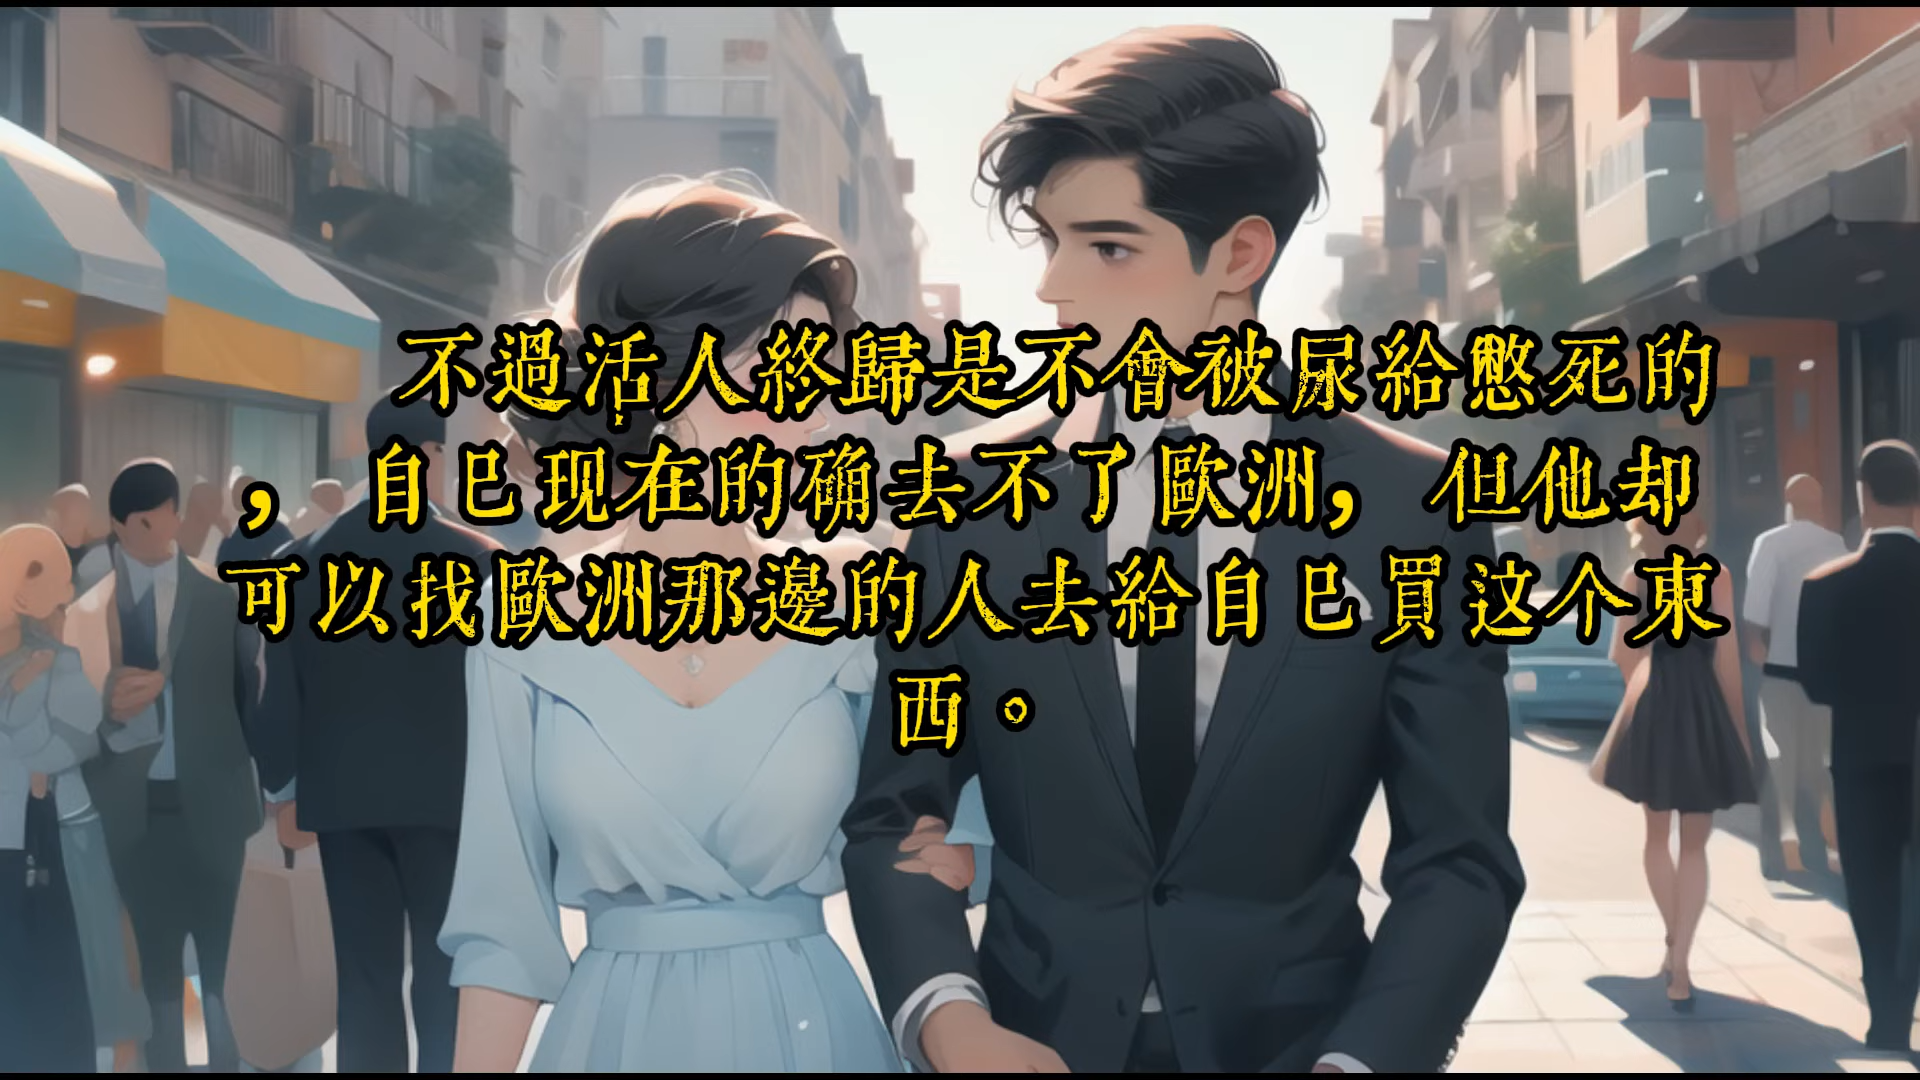 不過活人終歸是不會被尿給憋死的
，自己现在的确去不了歐洲，但他却
可以找歐洲那邊的人去給自己買这个東
西。